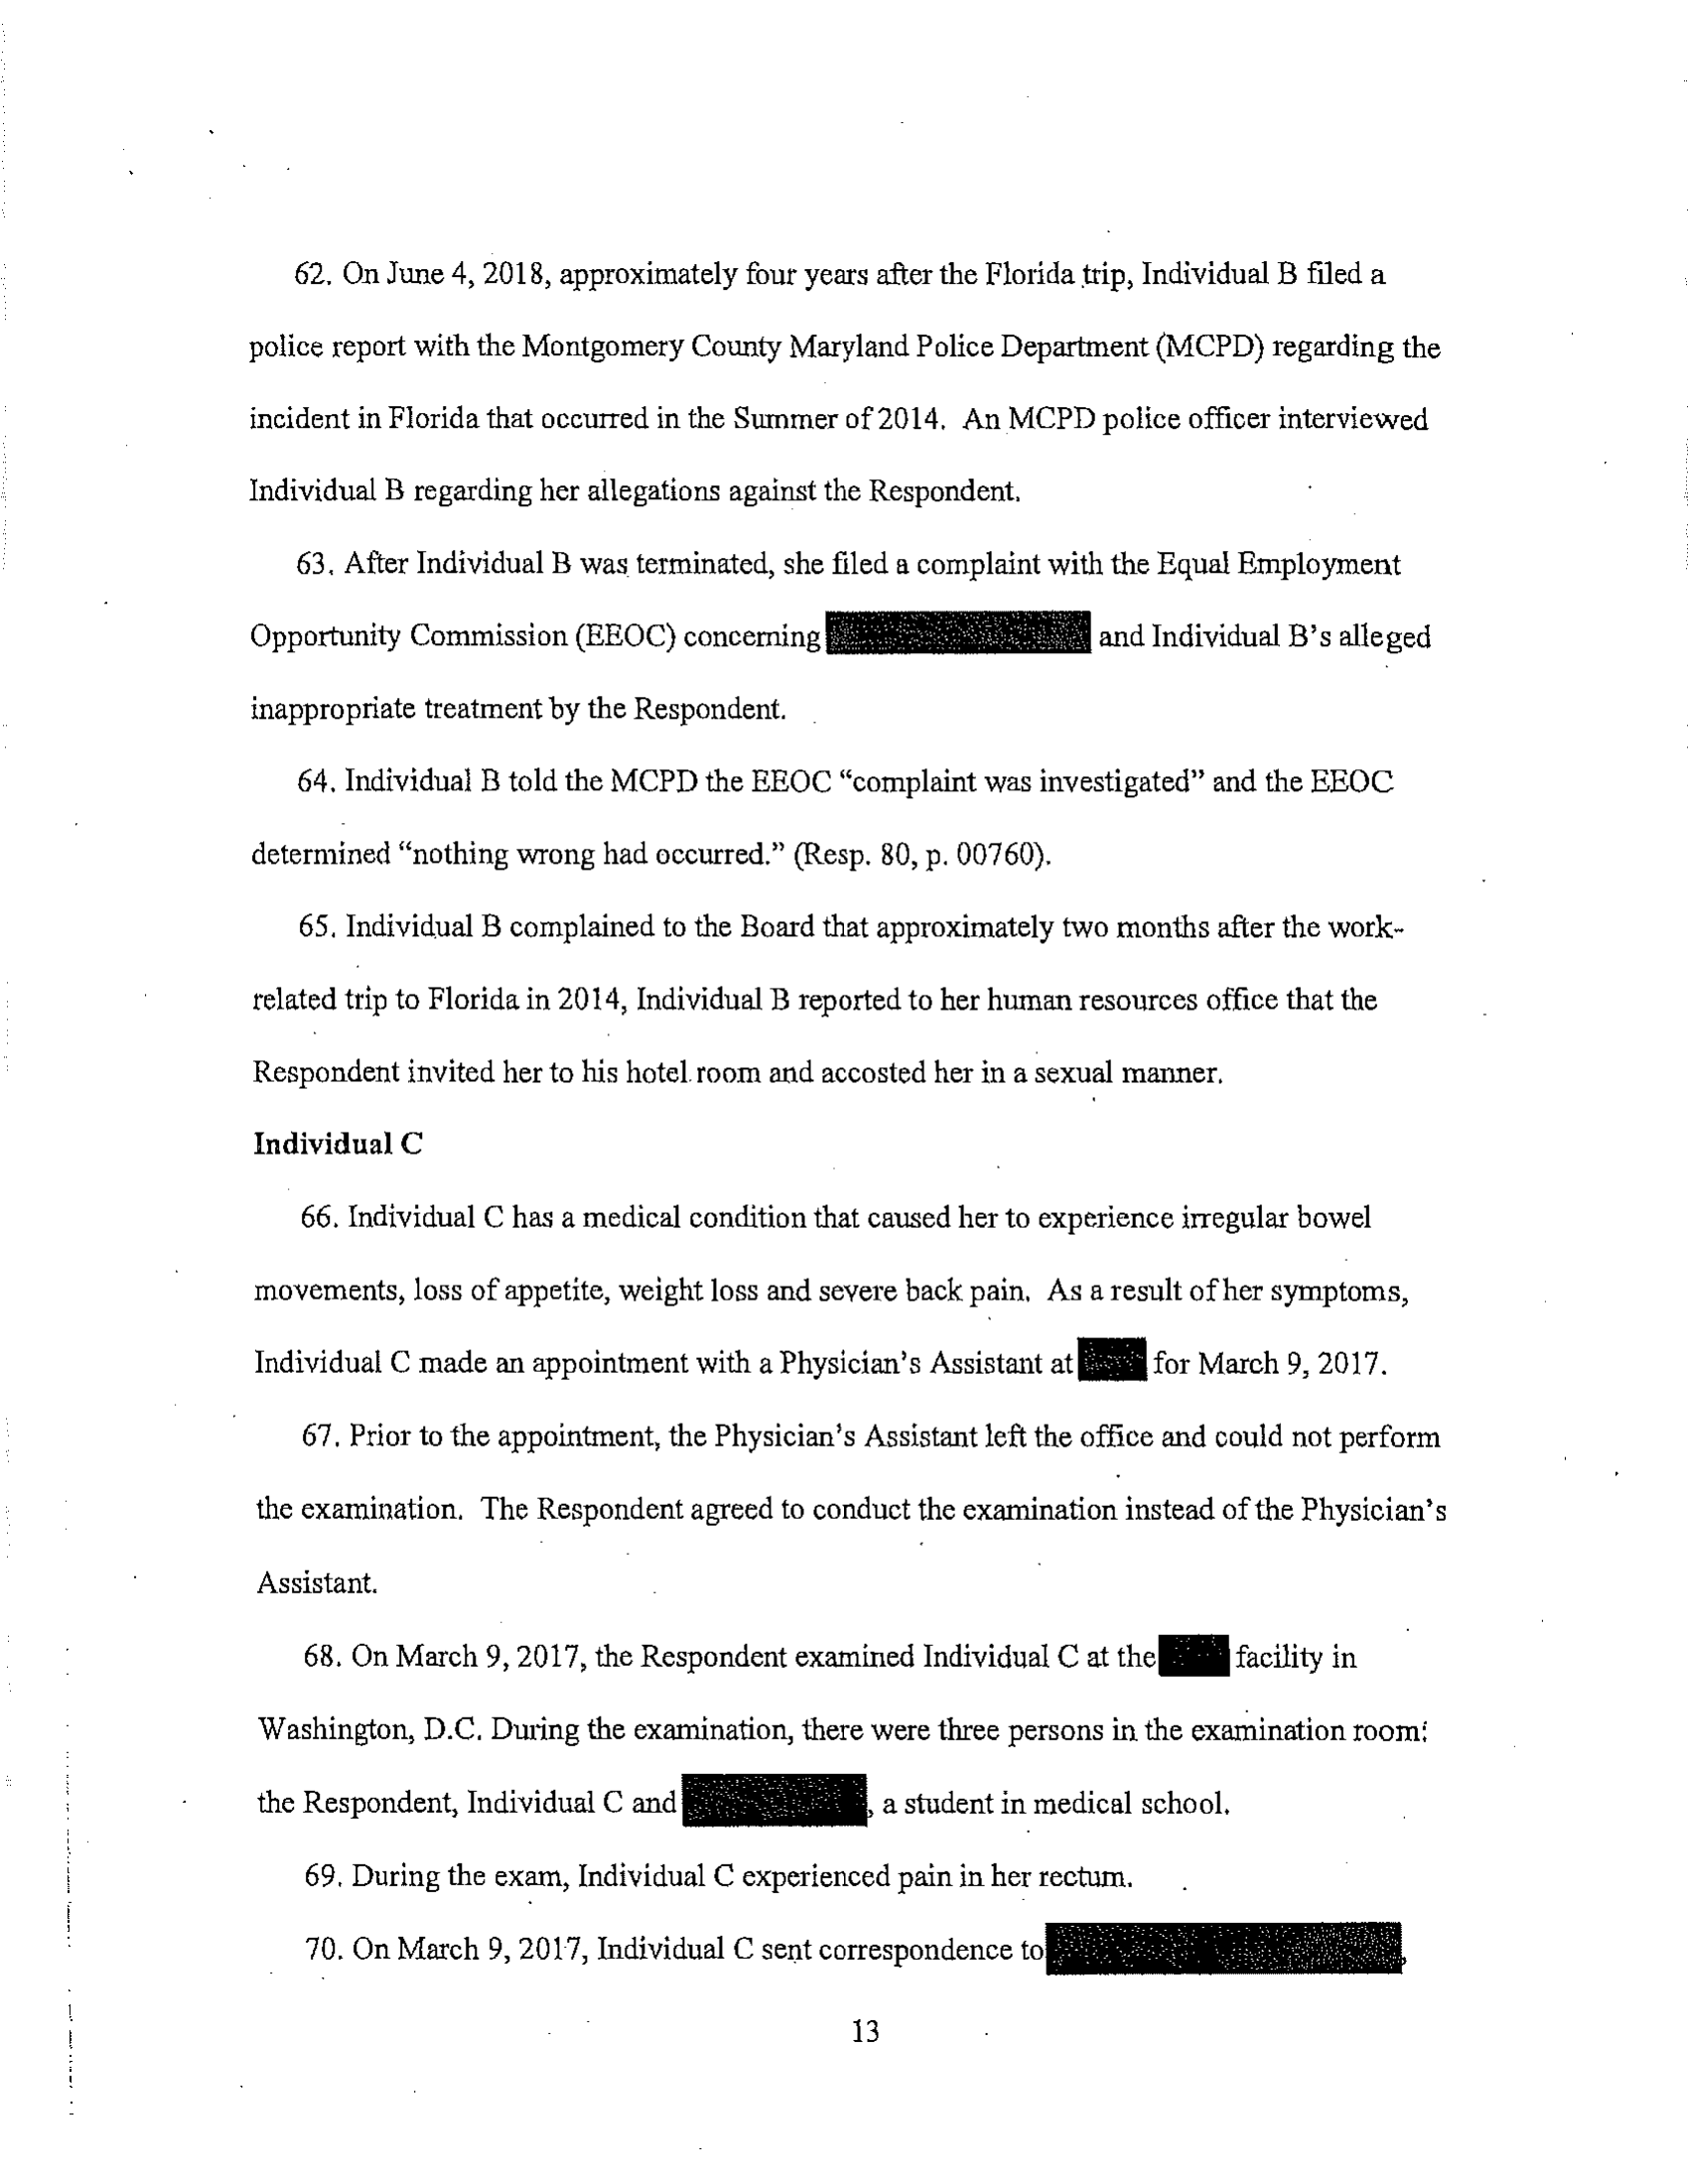 62. On June 4, 2018, approximately four years after the Florida trip, Individual B filed a
police report with the Montgomery County Maryland Police Department (MCPD) regarding the
incident in Florida that occurred in the Summer of 2014. An MCPD police officer interviewed
Individual B regarding her allegations against the Respondent.
63. After Individual B was terminated, she filed a complaint with the Equal Employment
Opportunity Commission (EEOC) concerning and Individual B's alleged
inappropriate treatment by the Respondent.
64. Individual B told the MCPD the EEOC “complaint was investigated” and the EEOC
determined “nothing wrong had occurred.” (Resp. 80, p. 00760).
65. Individual B complained to the Board that approximately two months after the work-
related trip to Florida in 2014, Individual B reported to her human resources office that the
Respondent invited her to his hotel room and accosted her in a sexual manner.
Individual C
66. Individual C has a medical condition that caused her to experience irregular bowel
movements, loss of appetite, weight loss and severe back pain. As a result of her symptoms,
Individual C made an appointment with a Physician's Assistant at for March 9, 2017.
67. Prior to the appointment, the Physician's Assistant left the office and could not perform
the examination. The Respondent agreed to conduct the examination instead of the Physician's
Assistant.
68. On March 9, 2017, the Respondent examined Individual C at the facility in
Washington, D.C. During the examination, there were three persons in the examination room:
the Respondent, Individual C and , a student in medical school.
69. During the exam, Individual C experienced pain in her rectum.
70. On March 9, 2017, Individual C sent correspondence to ,
13